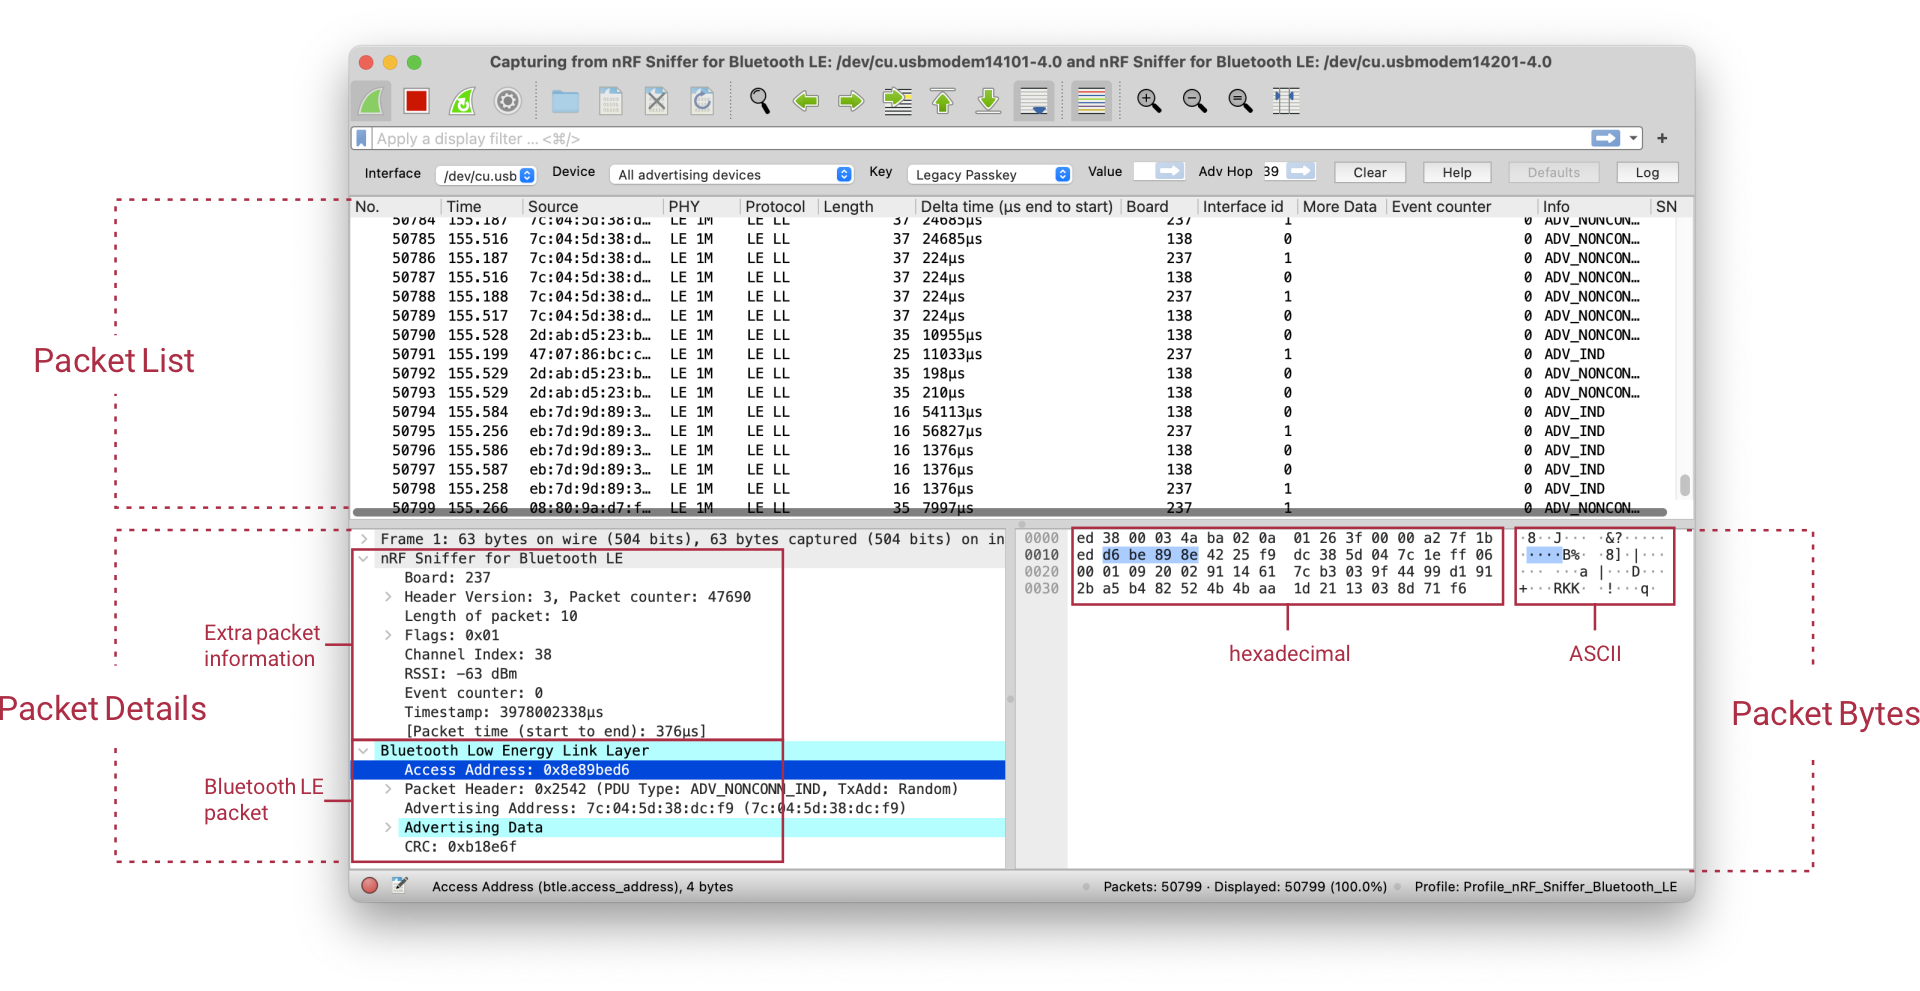 Capturing from nRF Sniffer for Bluetooth LE: /dev/cu.usbmodem14101-4.0 and nRF Sniffer for Bluetooth LE: /dev/cu.usbmodem14201-4.0
Apply a display filter ... <⌘/>
Interface /dev/cu.usb Device All advertising devices Key Legacy Passkey Value Adv Hop 39 Clear Help Defaults Log
No. Time Source PHY Protocol Length Delta time (µs end to start) Board Interface id More Data Event counter Info SN
50784 155.187 7c:04:5d:38:d… LE 1M LE LL 37 24685µs 237 1 0 ADV_NONCON…
50785 155.516 7c:04:5d:38:d… LE 1M LE LL 37 24685µs 138 0 0 ADV_NONCON…
50786 155.187 7c:04:5d:38:d… LE 1M LE LL 37 224µs 237 1 0 ADV_NONCON…
50787 155.516 7c:04:5d:38:d… LE 1M LE LL 37 224µs 138 0 0 ADV_NONCON…
50788 155.188 7c:04:5d:38:d… LE 1M LE LL 37 224µs 237 1 0 ADV_NONCON…
50789 155.517 7c:04:5d:38:d… LE 1M LE LL 37 224µs 138 0 0 ADV_NONCON…
50790 155.528 2d:ab:d5:23:b… LE 1M LE LL 35 10955µs 138 0 0 ADV_NONCON…
50791 155.199 47:07:86:bc:c… LE 1M LE LL 25 11033µs 237 1 0 ADV_IND
50792 155.529 2d:ab:d5:23:b… LE 1M LE LL 35 198µs 138 0 0 ADV_NONCON…
50793 155.529 2d:ab:d5:23:b… LE 1M LE LL 35 210µs 138 0 0 ADV_NONCON…
50794 155.584 eb:7d:9d:89:3… LE 1M LE LL 16 54113µs 138 0 0 ADV_IND
50795 155.256 eb:7d:9d:89:3… LE 1M LE LL 16 56827µs 237 1 0 ADV_IND
50796 155.586 eb:7d:9d:89:3… LE 1M LE LL 16 1376µs 138 0 0 ADV_IND
50797 155.587 eb:7d:9d:89:3… LE 1M LE LL 16 1376µs 138 0 0 ADV_IND
50798 155.258 eb:7d:9d:89:3… LE 1M LE LL 16 1376µs 237 1 0 ADV_IND
50799 155.266 08:80:9a:d7:f… LE 1M LE LL 35 7997µs 237 1 0 ADV_NONCON…
Packet List
Frame 1: 63 bytes on wire (504 bits), 63 bytes captured (504 bits) on in
nRF Sniffer for Bluetooth LE
Board: 237
Header Version: 3, Packet counter: 47690
Length of packet: 10
Flags: 0x01
Channel Index: 38
RSSI: -63 dBm
Event counter: 0
Timestamp: 3978002338µs
[Packet time (start to end): 376µs]
Bluetooth Low Energy Link Layer
Access Address: 0x8e89bed6
Packet Header: 0x2542 (PDU Type: ADV_NONCONN_IND, TxAdd: Random)
Advertising Address: 7c:04:5d:38:dc:f9 (7c:04:5d:38:dc:f9)
Advertising Data
CRC: 0xb18e6f
Extra packet
information
Packet Details
Bluetooth LE
packet
0000 ed 38 00 03 4a ba 02 0a 01 26 3f 00 00 a2 7f 1b ·8··J··· ·&?·····
0010 ed d6 be 89 8e 42 25 f9 dc 38 5d 04 7c 1e ff 06 ·····B%· ·8]·|···
0020 00 01 09 20 02 91 14 61 7c b3 03 9f 44 99 d1 91 ··· ···a |···D···
0030 2b a5 b4 82 52 4b 4b aa 1d 21 13 03 8d 71 f6 +···RKK· ·!···q·
hexadecimal
ASCII
Packet Bytes
Access Address (btle.access_address), 4 bytes
Packets: 50799 · Displayed: 50799 (100.0%)
Profile: Profile_nRF_Sniffer_Bluetooth_LE